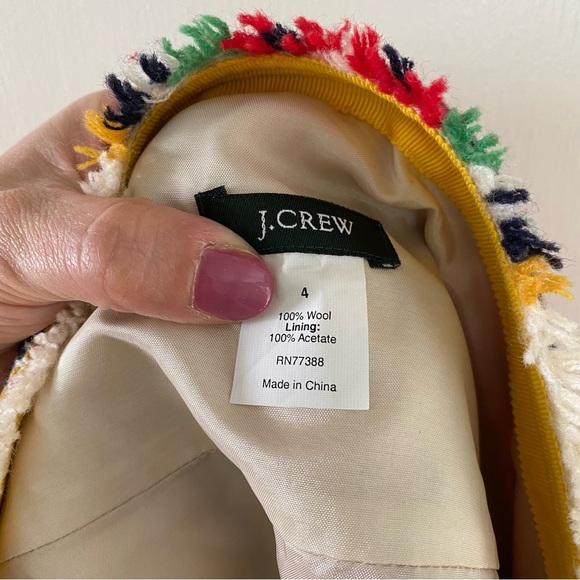 J.CREW
4
100% Wool
Lining:
100% Acetate
RN77388
Made in China